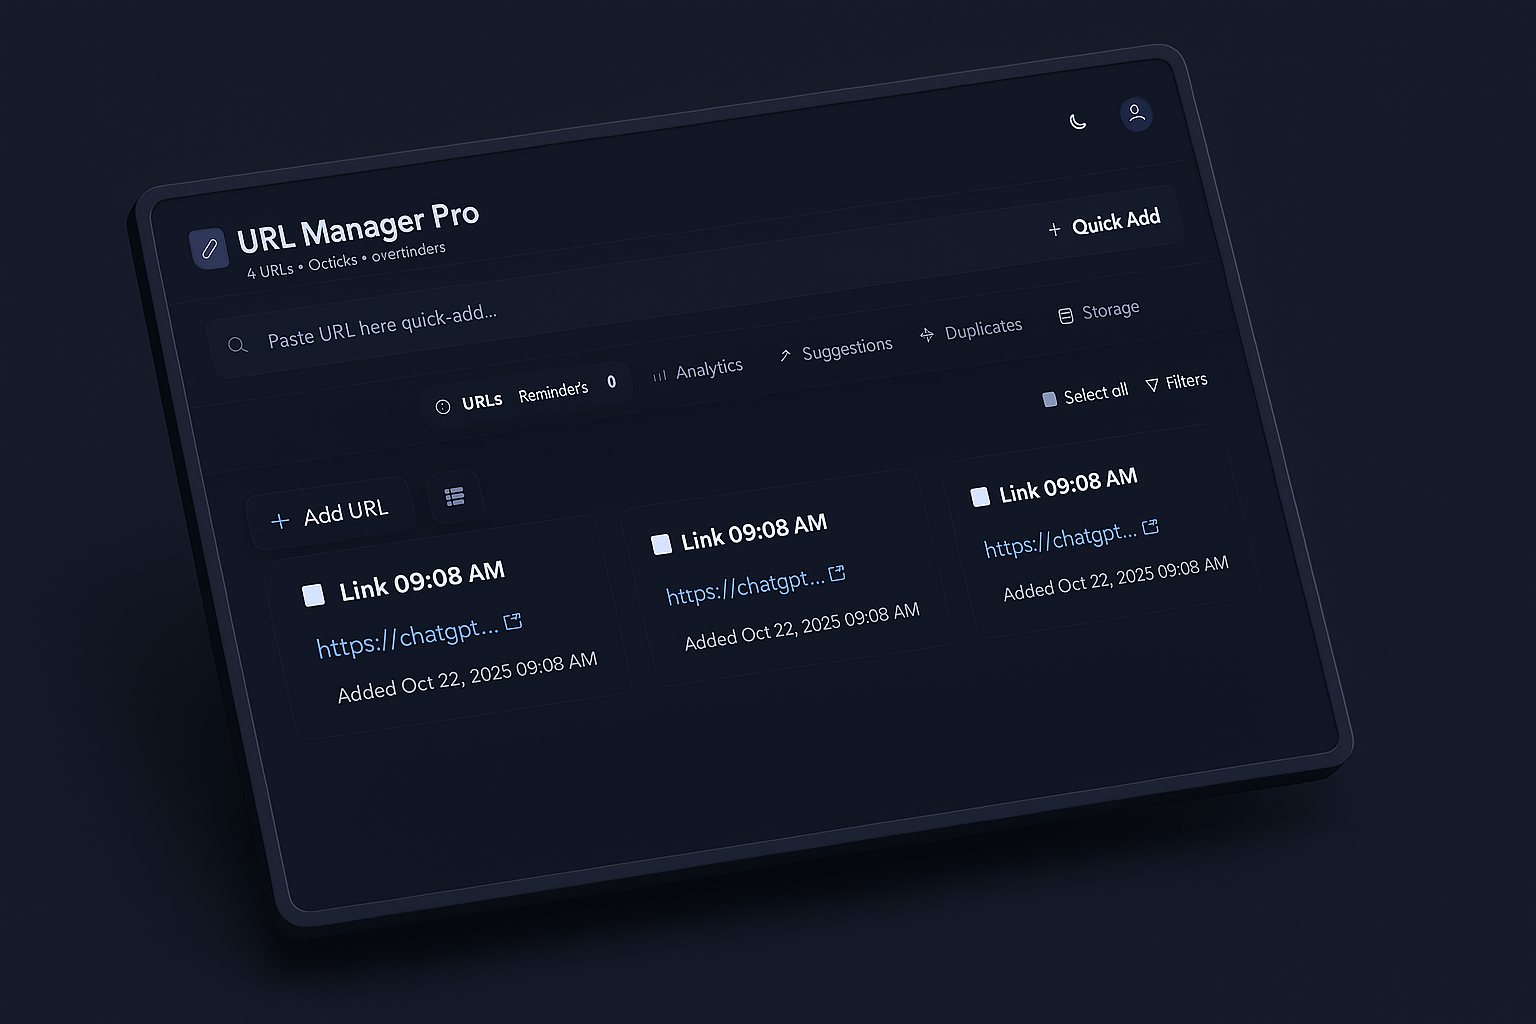 URL Manager Pro
4 URLs • Octicks • overtinders
Paste URL here quick-add...
+ Quick Add
URLs Reminder's 0 Analytics Suggestions Duplicates Storage
Select all Filters
+ Add URL
Link 09:08 AM
https://chatgpt...
Added Oct 22, 2025 09:08 AM
Link 09:08 AM
https://chatgpt...
Added Oct 22, 2025 09:08 AM
Link 09:08 AM
https://chatgpt...
Added Oct 22, 2025 09:08 AM